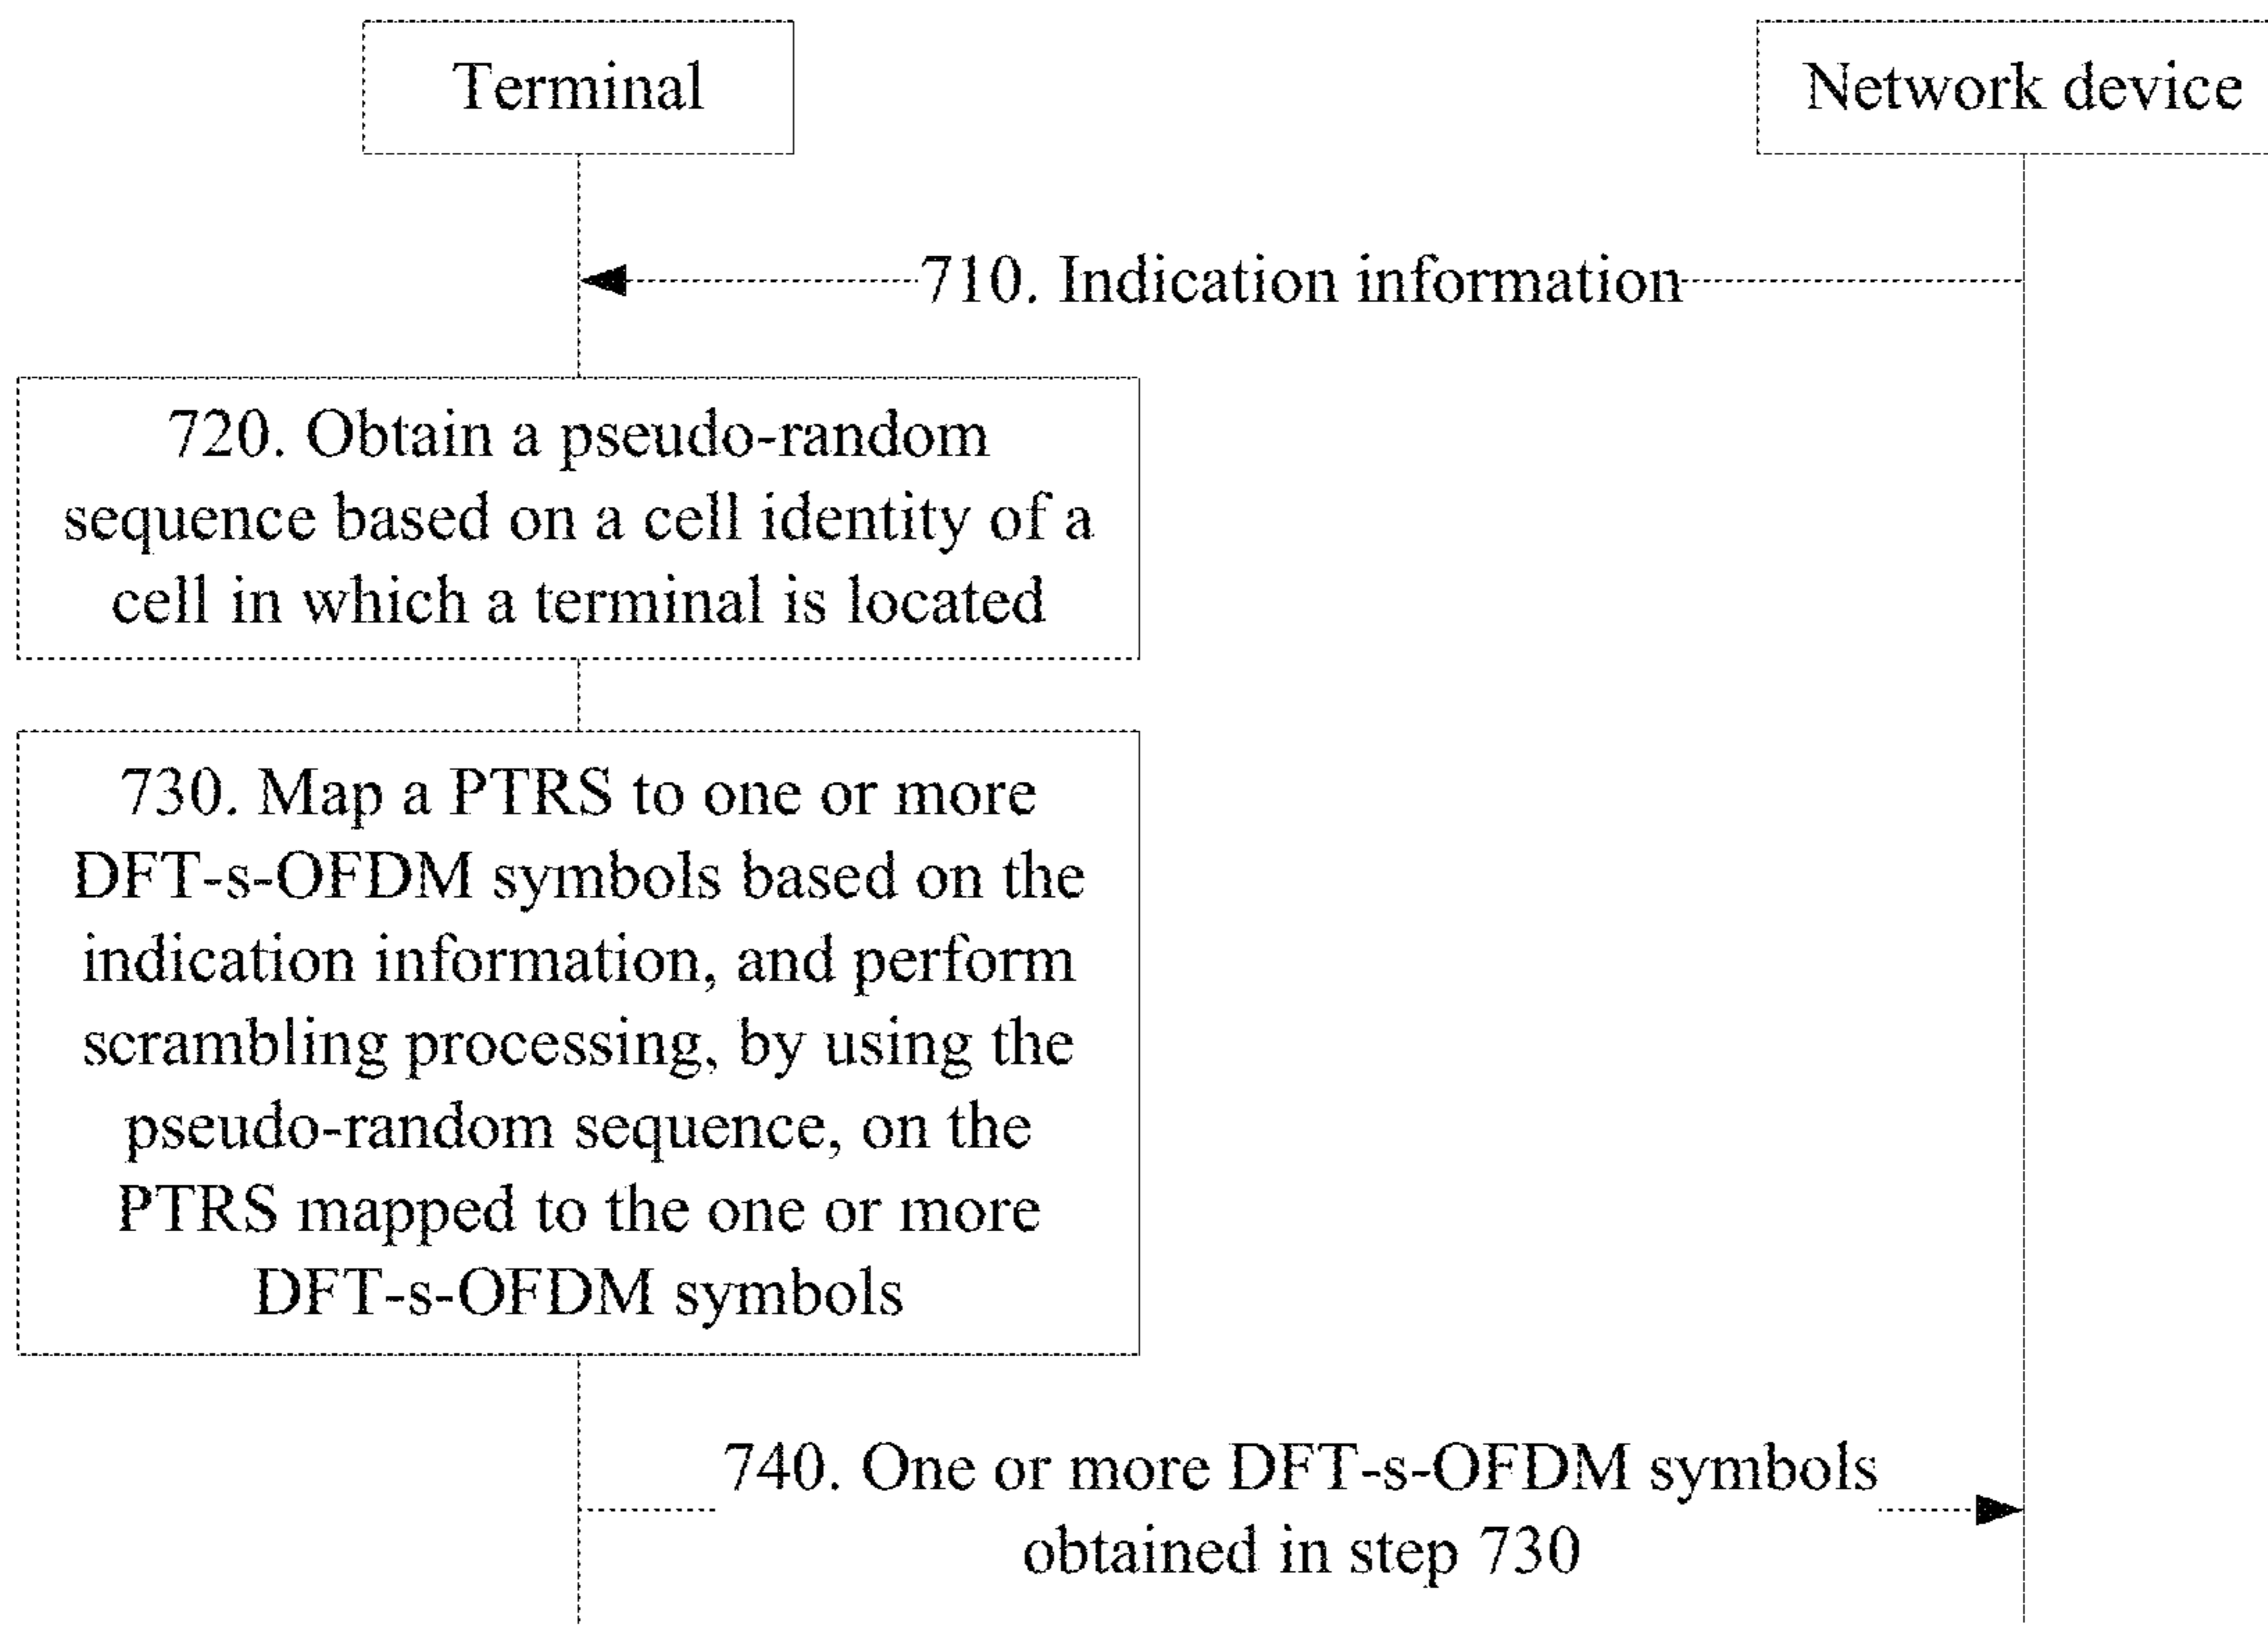 Terminal
Network device
710. Indication information
720. Obtain a pseudo-random
sequence based on a cell identity of a
cell in which a terminal is located
730. Map a PTRS to one or more
DFT-s-OFDM symbols based on the
indication information, and perform
scrambling processing, by using the
pseudo-random sequence, on the
PTRS mapped to the one or more
DFT-s-OFDM symbols
740. One or more DFT-s-OFDM symbols
obtained in step 730